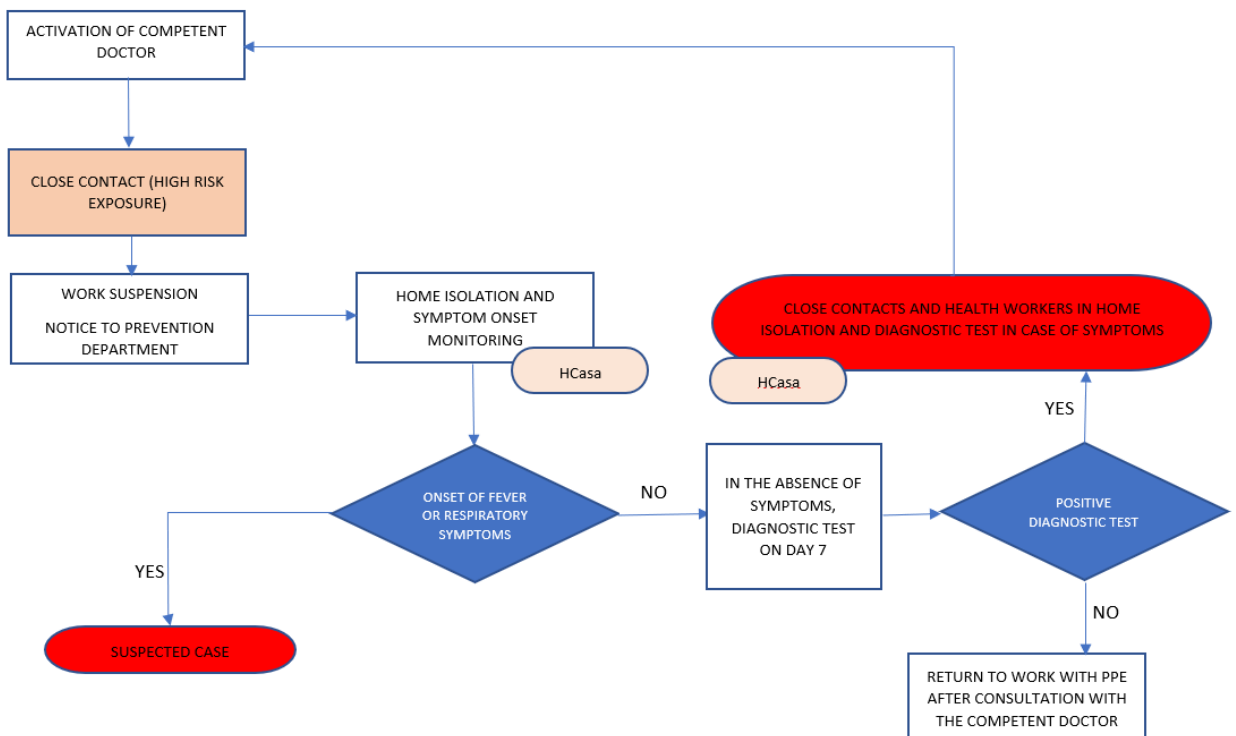 ACTIVATION OF COMPETENT
DOCTOR
CLOSE CONTACT (HIGH RISK
EXPOSURE)
WORK SUSPENSION
NOTICE TO PREVENTION
DEPARTMENT
HOME ISOLATION AND
SYMPTOM ONSET
MONITORING
HCasa
CLOSE CONTACTS AND HEALTH WORKERS IN HOME
ISOLATION AND DIAGNOSTIC TEST IN CASE OF SYMPTOMS
HCasa
YES
ONSET OF FEVER
OR RESPIRATORY
SYMPTOMS
NO
IN THE ABSENCE OF
SYMPTOMS,
DIAGNOSTIC TEST
ON DAY 7
POSITIVE
DIAGNOSTIC TEST
YES
NO
SUSPECTED CASE
RETURN TO WORK WITH PPE
AFTER CONSULTATION WITH
THE COMPETENT DOCTOR